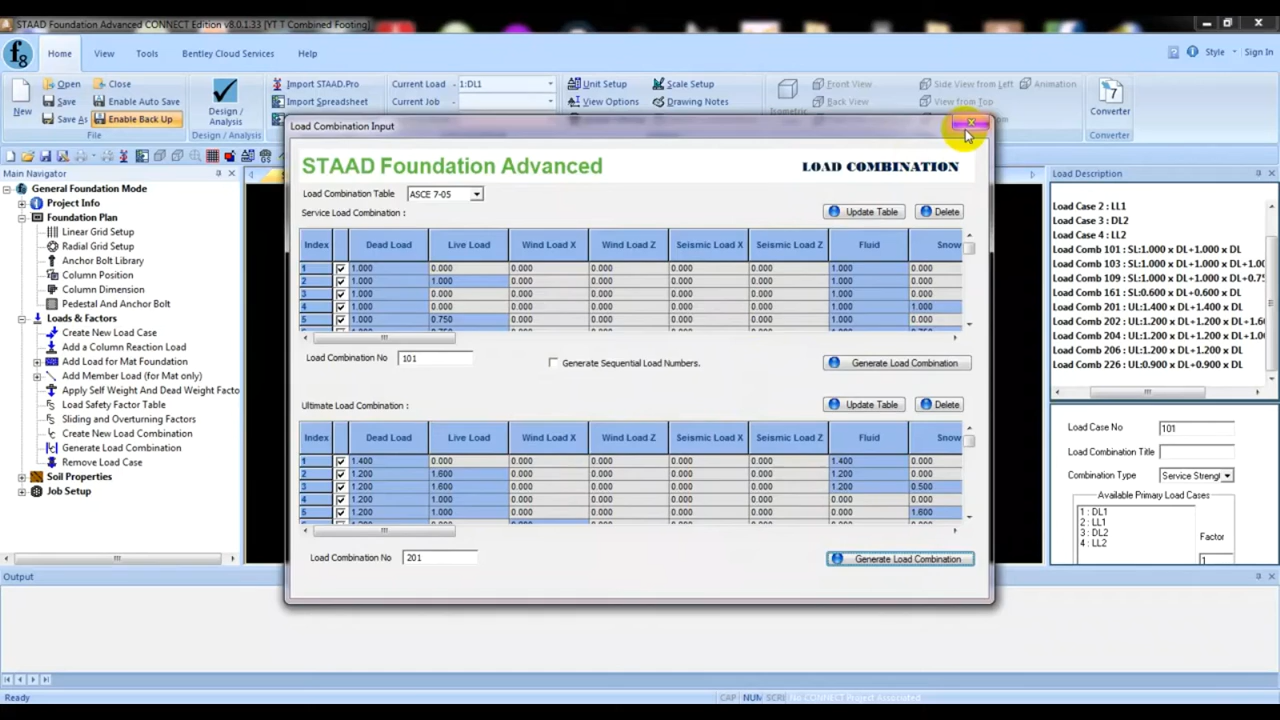 STAAD Foundation Advanced CONNECT Edition v8.0.1.33 (YT T Combined Footing)
Home View Tools Bentley Cloud Services Help Style Sign In
New Open Close Design / Analysis Import STAAD.Pro Current Load 1:DL1 Unit Setup Scale Setup Front View Side View from Left Animation Converter
Save Enable Auto Save Import Spreadsheet Current Job View Options Drawing Notes Back View View from Top
Save As Enable Back Up
File Design / Analysis Converter
Main Navigator
General Foundation Mode
Project Info
Foundation Plan
Linear Grid Setup
Radial Grid Setup
Anchor Bolt Library
Column Position
Column Dimension
Pedestal And Anchor Bolt
Loads & Factors
Create New Load Case
Add a Column Reaction Load
Add Load for Mat Foundation
Add Member Load (for Mat only)
Apply Self Weight And Dead Weight Facto
Load Safety Factor Table
Sliding and Overturning Factors
Create New Load Combination
Generate Load Combination
Remove Load Case
Soil Properties
Job Setup
Load Combination Input
STAAD Foundation Advanced LOAD COMBINATION
Load Combination Table ASCE 7-05
Service Load Combination : Update Table Delete
Index Dead Load Live Load Wind Load X Wind Load Z Seismic Load X Seismic Load Z Fluid Snow
1 1.000 0.000 0.000 0.000 0.000 0.000 1.000 0.000
2 1.000 1.000 0.000 0.000 0.000 0.000 1.000 0.000
3 1.000 0.000 0.000 0.000 0.000 0.000 1.000 0.000
4 1.000 0.000 0.000 0.000 0.000 0.000 1.000 1.000
5 1.000 0.750 0.000 0.000 0.000 0.000 1.000 0.000
Load Combination No 101 Generate Sequential Load Numbers. Generate Load Combination
Ultimate Load Combination : Update Table Delete
Index Dead Load Live Load Wind Load X Wind Load Z Seismic Load X Seismic Load Z Fluid Snow
1 1.400 0.000 0.000 0.000 0.000 0.000 1.400 0.000
2 1.200 1.600 0.000 0.000 0.000 0.000 1.200 0.000
3 1.200 1.600 0.000 0.000 0.000 0.000 1.200 0.500
4 1.200 1.000 0.000 0.000 0.000 0.000 0.000 0.000
5 1.200 1.000 0.000 0.000 0.000 0.000 0.000 1.600
Load Combination No 201 Generate Load Combination
Load Description
Load Case 2 : LL1
Load Case 3 : DL2
Load Case 4 : LL2
Load Comb 101 : SL:1.000 x DL+1.000 x DL
Load Comb 103 : SL:1.000 x DL+1.000 x DL+1.00
Load Comb 109 : SL:1.000 x DL+1.000 x DL+0.75
Load Comb 161 : SL:0.600 x DL+0.600 x DL
Load Comb 201 : UL:1.400 x DL+1.400 x DL
Load Comb 202 : UL:1.200 x DL+1.200 x DL+1.6
Load Comb 204 : UL:1.200 x DL+1.200 x DL+1.0
Load Comb 206 : UL:1.200 x DL+1.200 x DL
Load Comb 226 : UL:0.900 x DL+0.900 x DL
Load Case No 101
Load Combination Title
Combination Type Service Strengt
Available Primary Load Cases
1 : DL1
2 : LL1
3 : DL2
4 : LL2
Factor
1
Output
Ready CAP NUM SCRL No CONNECT Project Associated